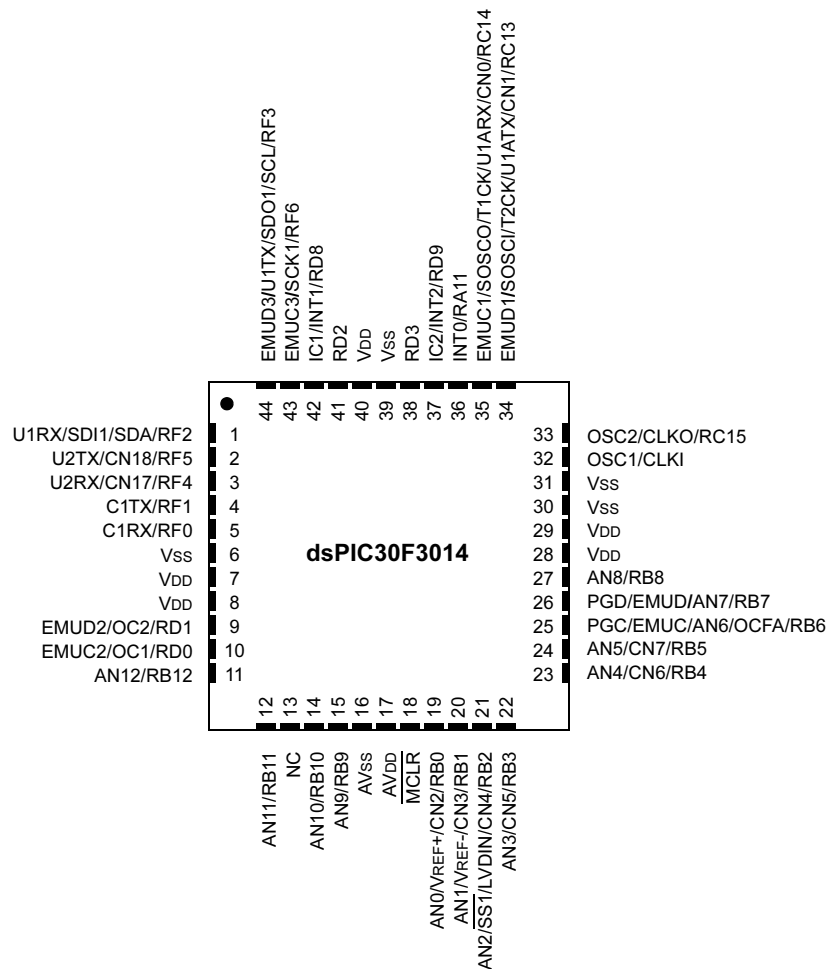 EMUD3/U1TX/SDO1/SCL/RF3
EMUC3/SCK1/RF6
IC1/INT1/RD8
RD2
VDD
VSS
RD3
IC2/INT2/RD9
INT0/RA11
EMUC1/SOSCO/T1CK/U1ARX/CN0/RC14
EMUD1/SOSCI/T2CK/U1ATX/CN1/RC13
44
43
42
41
40
39
38
37
36
35
34
U1RX/SDI1/SDA/RF2 1
U2TX/CN18/RF5 2
U2RX/CN17/RF4 3
C1TX/RF1 4
C1RX/RF0 5
VSS 6
VDD 7
VDD 8
EMUD2/OC2/RD1 9
EMUC2/OC1/RD0 10
AN12/RB12 11
dsPIC30F3014
33 OSC2/CLKO/RC15
32 OSC1/CLKI
31 VSS
30 VSS
29 VDD
28 VDD
27 AN8/RB8
26 PGD/EMUD/AN7/RB7
25 PGC/EMUC/AN6/OCFA/RB6
24 AN5/CN7/RB5
23 AN4/CN6/RB4
12
13
14
15
16
17
18
19
20
21
22
AN11/RB11
NC
AN10/RB10
AN9/RB9
AVSS
AVDD
MCLR
AN0/VREF+/CN2/RB0
AN1/VREF-/CN3/RB1
AN2/SS1/LVDIN/CN4/RB2
AN3/CN5/RB3